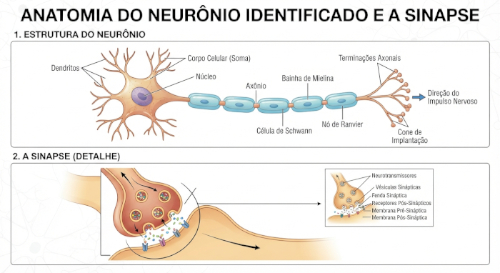 ANATOMIA DO NEURÔNIO IDENTIFICADO E A SINAPSE
1. ESTRUTURA DO NEURÔNIO
Dendritos
Corpo Celular (Soma)
Núcleo
Axônio
Bainha de Mielina
Terminações Axonais
Direção do
Impulso Nervoso
Célula de Schwann
Nó de Ranvier
Cone de
Implantação
2. A SINAPSE (DETALHE)
Neurotransmissores
Vésiculas Sinápticos
Fenda Sináptica
Receptores Pós-Sinápticos
Membrana Pré-Sináptica
Membrana Pós-Sináptica